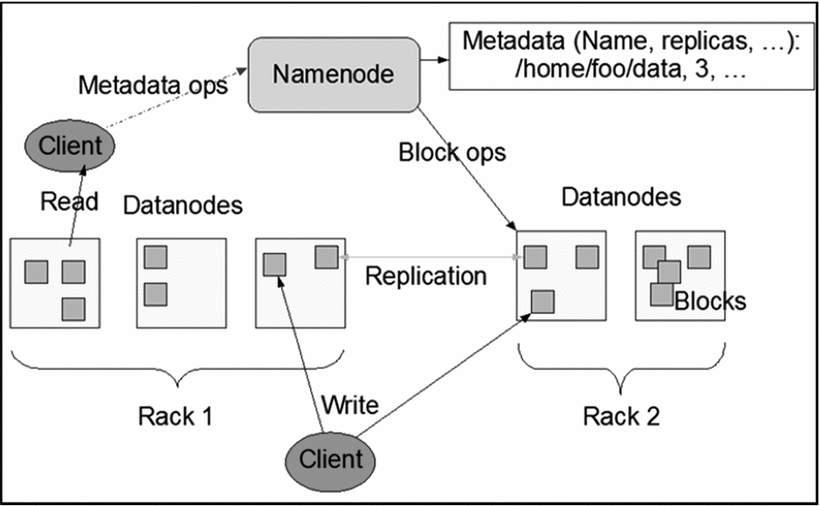 Metadata (Name, replicas, ...):
/home/foo/data, 3, ...
Namenode
Metadata ops
Client
Block ops
Read
Datanodes
Datanodes
Replication
Blocks
Rack 1
Write
Rack 2
Client